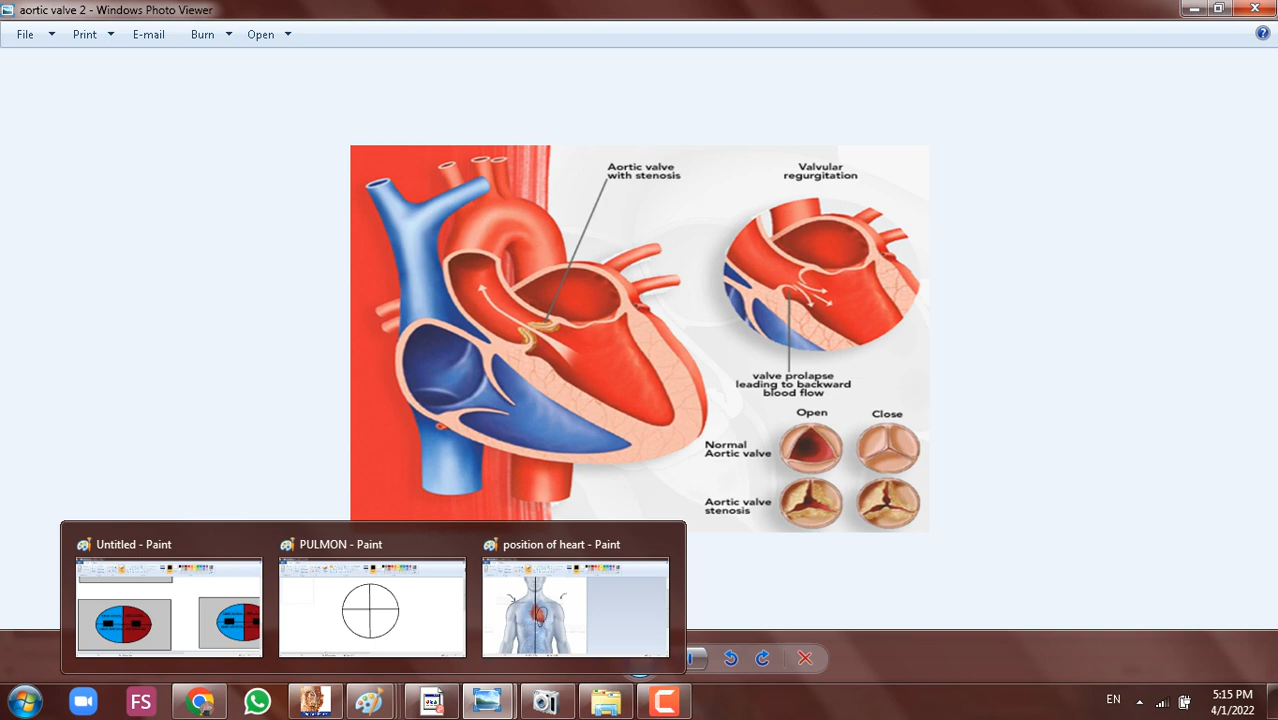 aortic valve 2 - Windows Photo Viewer
File Print E-mail Burn Open
Aortic valve
with stenosis
Valvular
regurgitation
valve prolapse
leading to backward
blood flow
Open Close
Normal
Aortic valve
Aortic valve
stenosis
Untitled - Paint PULMON - Paint position of heart - Paint
FS
EN
5:15 PM
4/1/2022